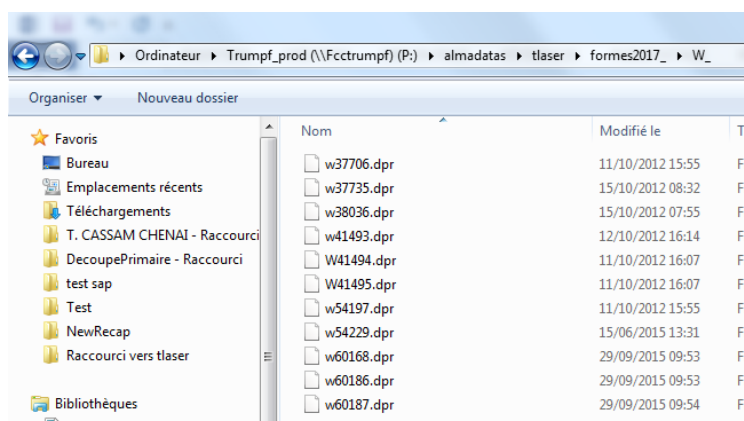 Ordinateur ▸ Trumpf_prod (\\Fcctrumpf) (P:) ▸ almadatas ▸ tlaser ▸ formes2017_ ▸ W_
Organiser Nouveau dossier
Favoris
Bureau
Emplacements récents
Téléchargements
T. CASSAM CHENAI - Raccourci
DecoupePrimaire - Raccourci
test sap
Test
NewRecap
Raccourci vers tlaser
Bibliothèques
Nom Modifié le T
w37706.dpr 11/10/2012 15:55 F
w37735.dpr 15/10/2012 08:32 F
w38036.dpr 15/10/2012 07:55 F
w41493.dpr 12/10/2012 16:14 F
W41494.dpr 11/10/2012 16:07 F
W41495.dpr 11/10/2012 16:07 F
w54197.dpr 11/10/2012 15:55 F
w54229.dpr 15/06/2015 13:31 F
w60168.dpr 29/09/2015 09:53 F
w60186.dpr 29/09/2015 09:53 F
w60187.dpr 29/09/2015 09:54 F